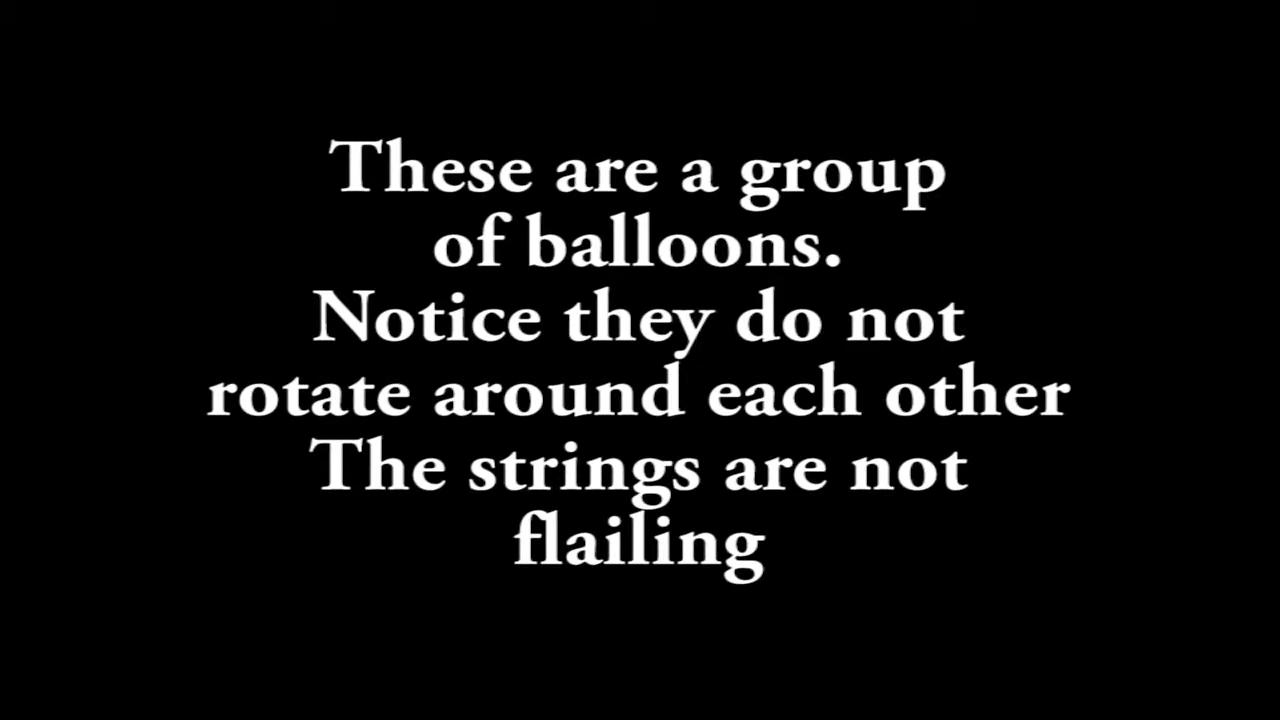 These are a group
of balloons.
Notice they do not
rotate around each other
The strings are not
flailing